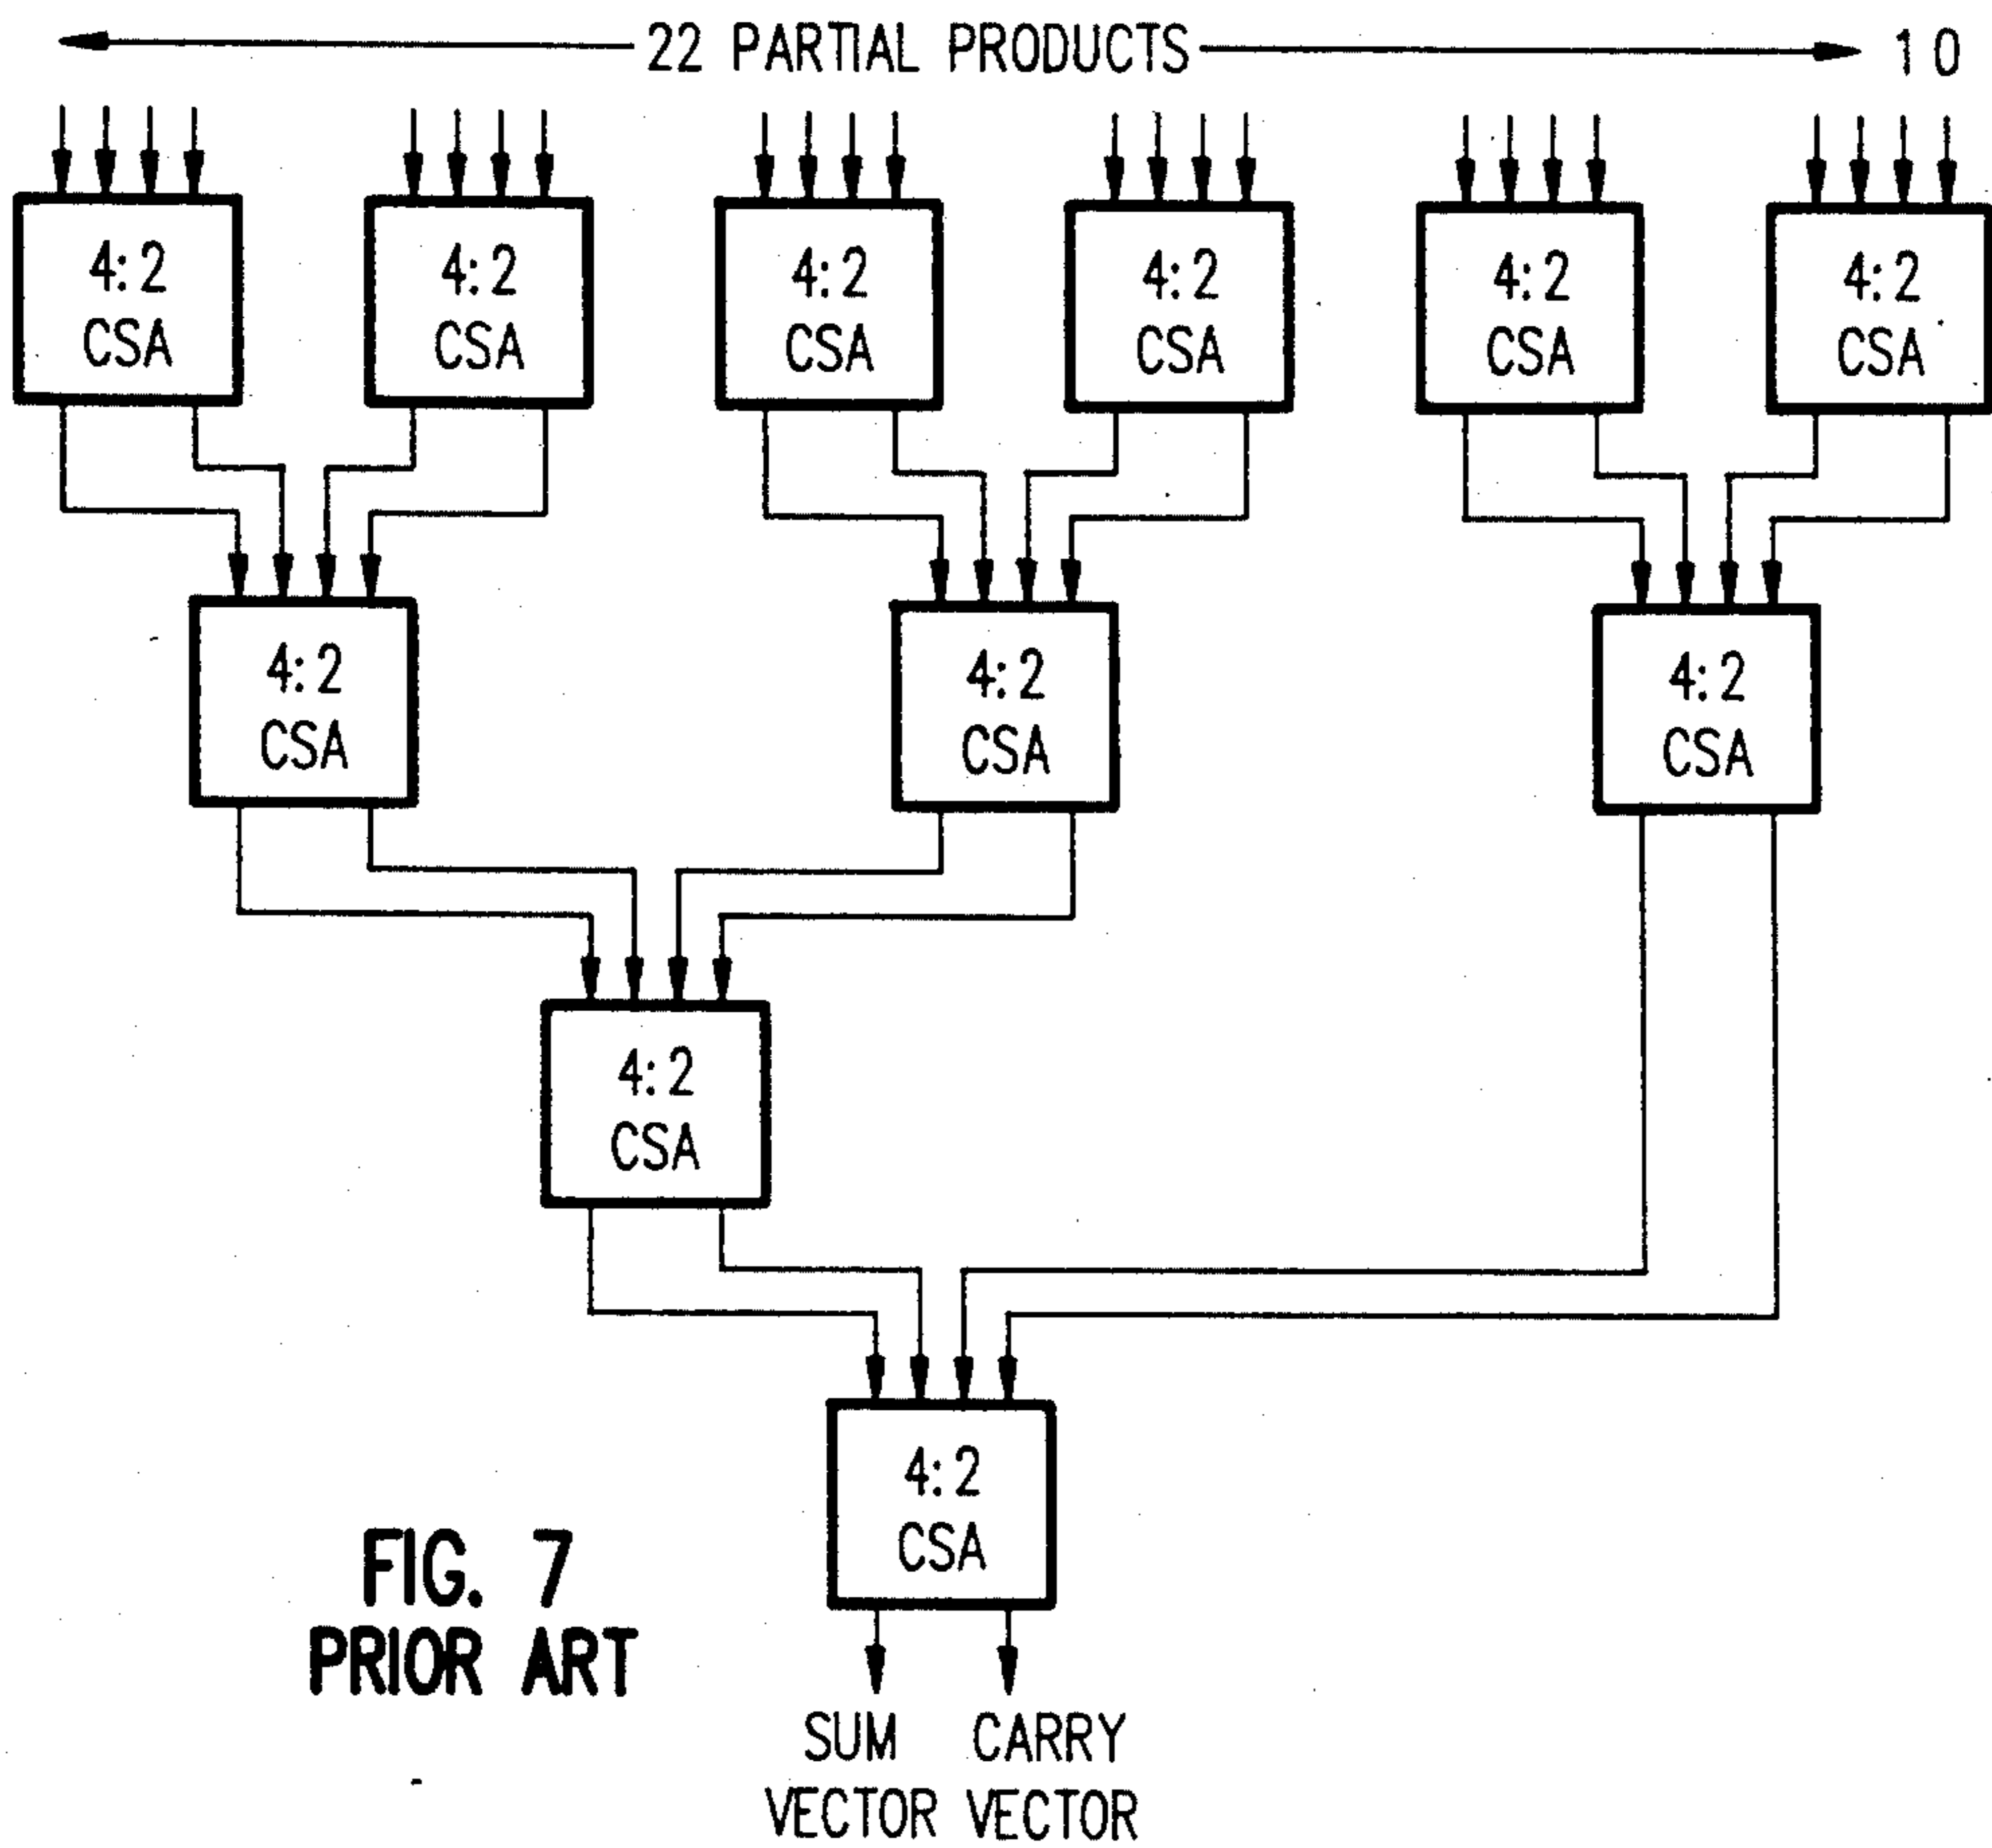 22 PARTIAL PRODUCTS 1 0
4:2 4:2 4:2 4:2 4:2 4:2
CSA CSA CSA CSA CSA CSA
4:2 4:2 4:2
CSA CSA CSA
4:2
CSA
4:2
CSA
FIG. 7
PRIOR ART
SUM CARRY
VECTOR VECTOR